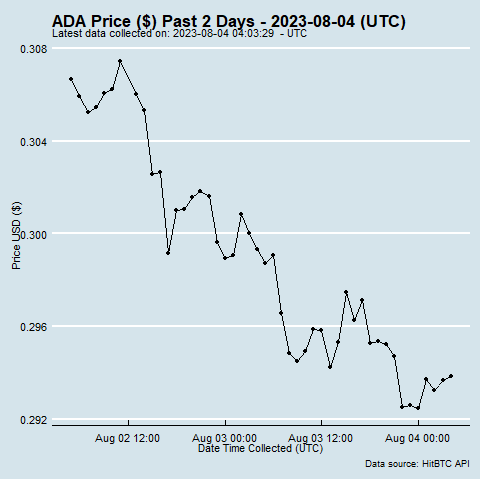 ADA Price ($) Past 2 Days - 2023-08-04 (UTC)
Latest data collected on: 2023-08-04 04:03:29 - UTC
0.308
0.304
0.300
0.296
0.292
Price USD ($)
Aug 02 12:00 Aug 03 00:00 Aug 03 12:00 Aug 04 00:00
Date Time Collected (UTC)
Data source: HitBTC API